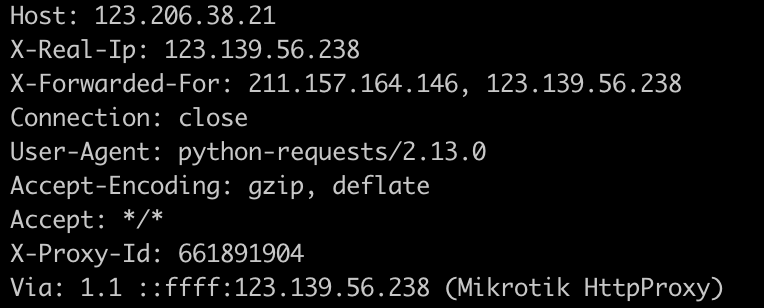 Host: 123.206.38.21
X-Real-Ip: 123.139.56.238
X-Forwarded-For: 211.157.164.146, 123.139.56.238
Connection: close
User-Agent: python-requests/2.13.0
Accept-Encoding: gzip, deflate
Accept: */*
X-Proxy-Id: 661891904
Via: 1.1 ::ffff:123.139.56.238 (Mikrotik HttpProxy)